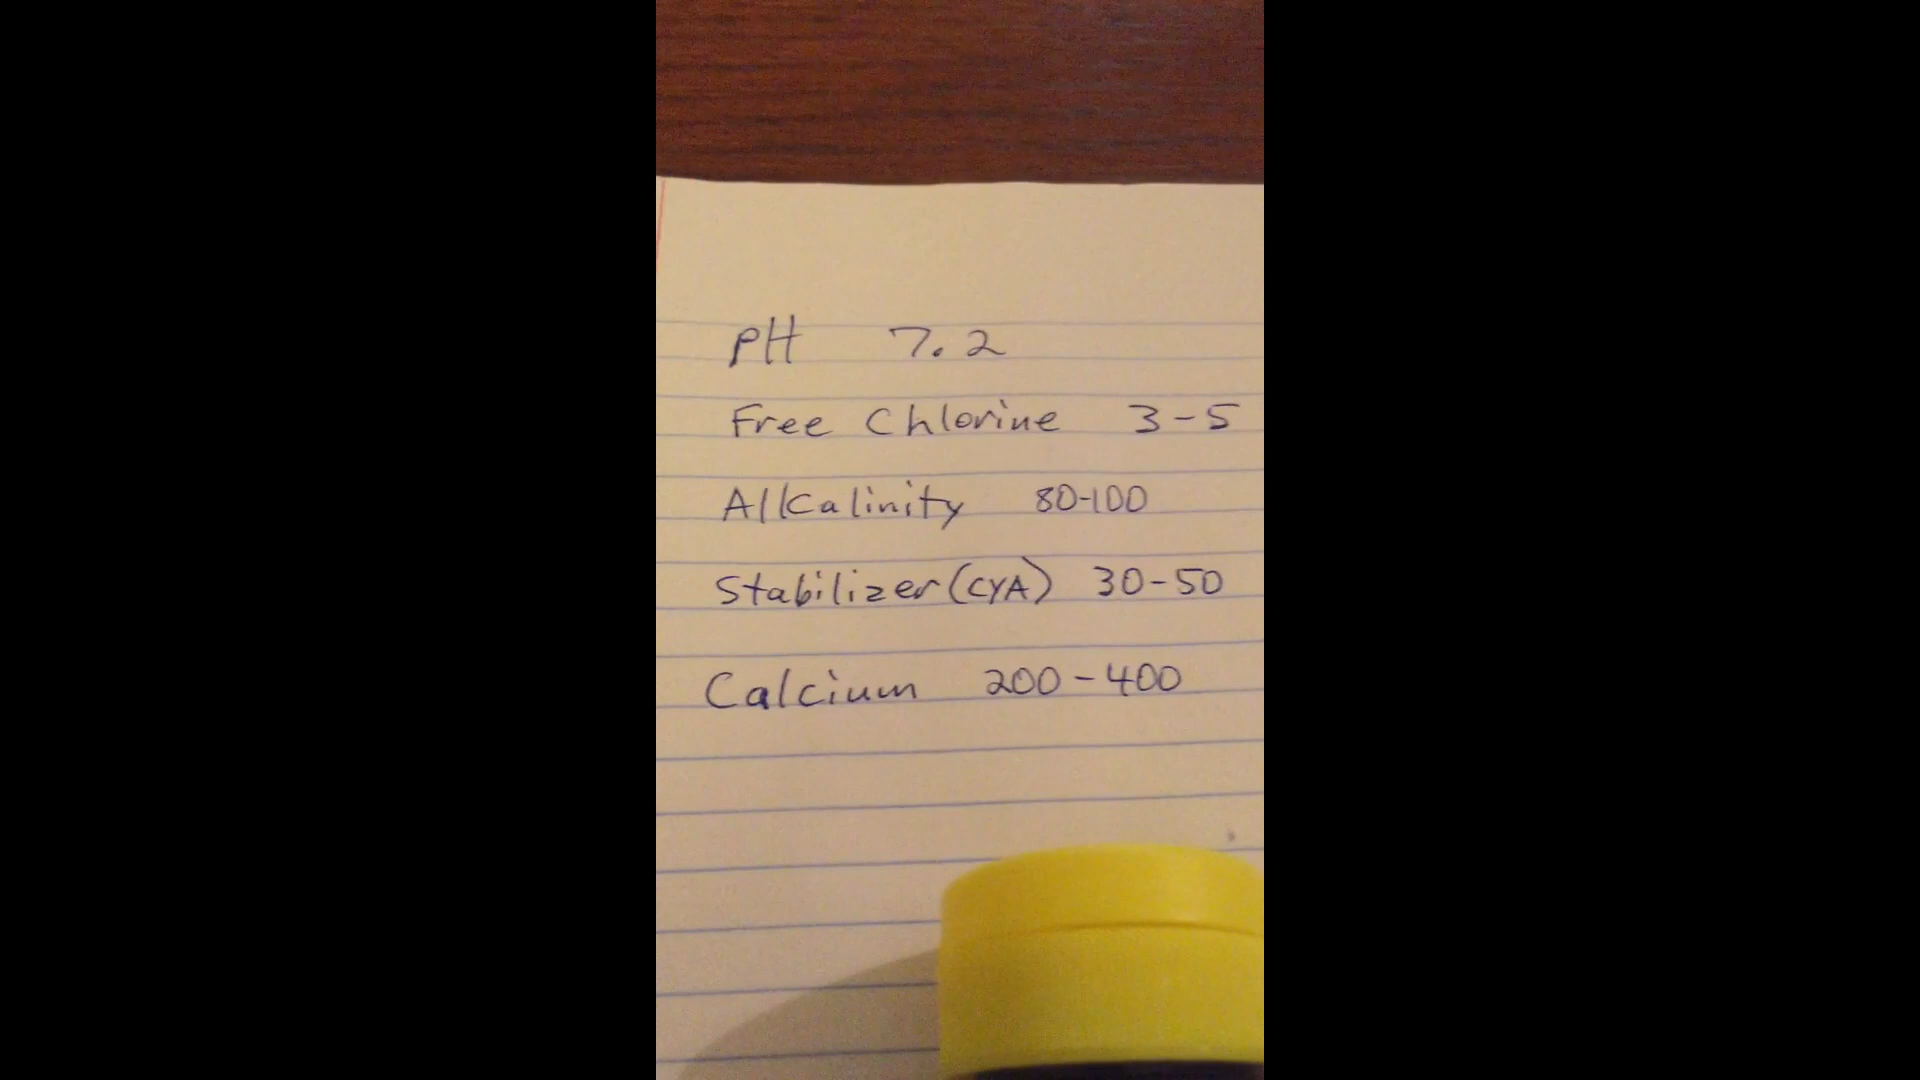 pH 7.2
Free Chlorine 3-5
Alkalinity 80-100
Stabilizer (CYA) 30-50
Calcium 200-400